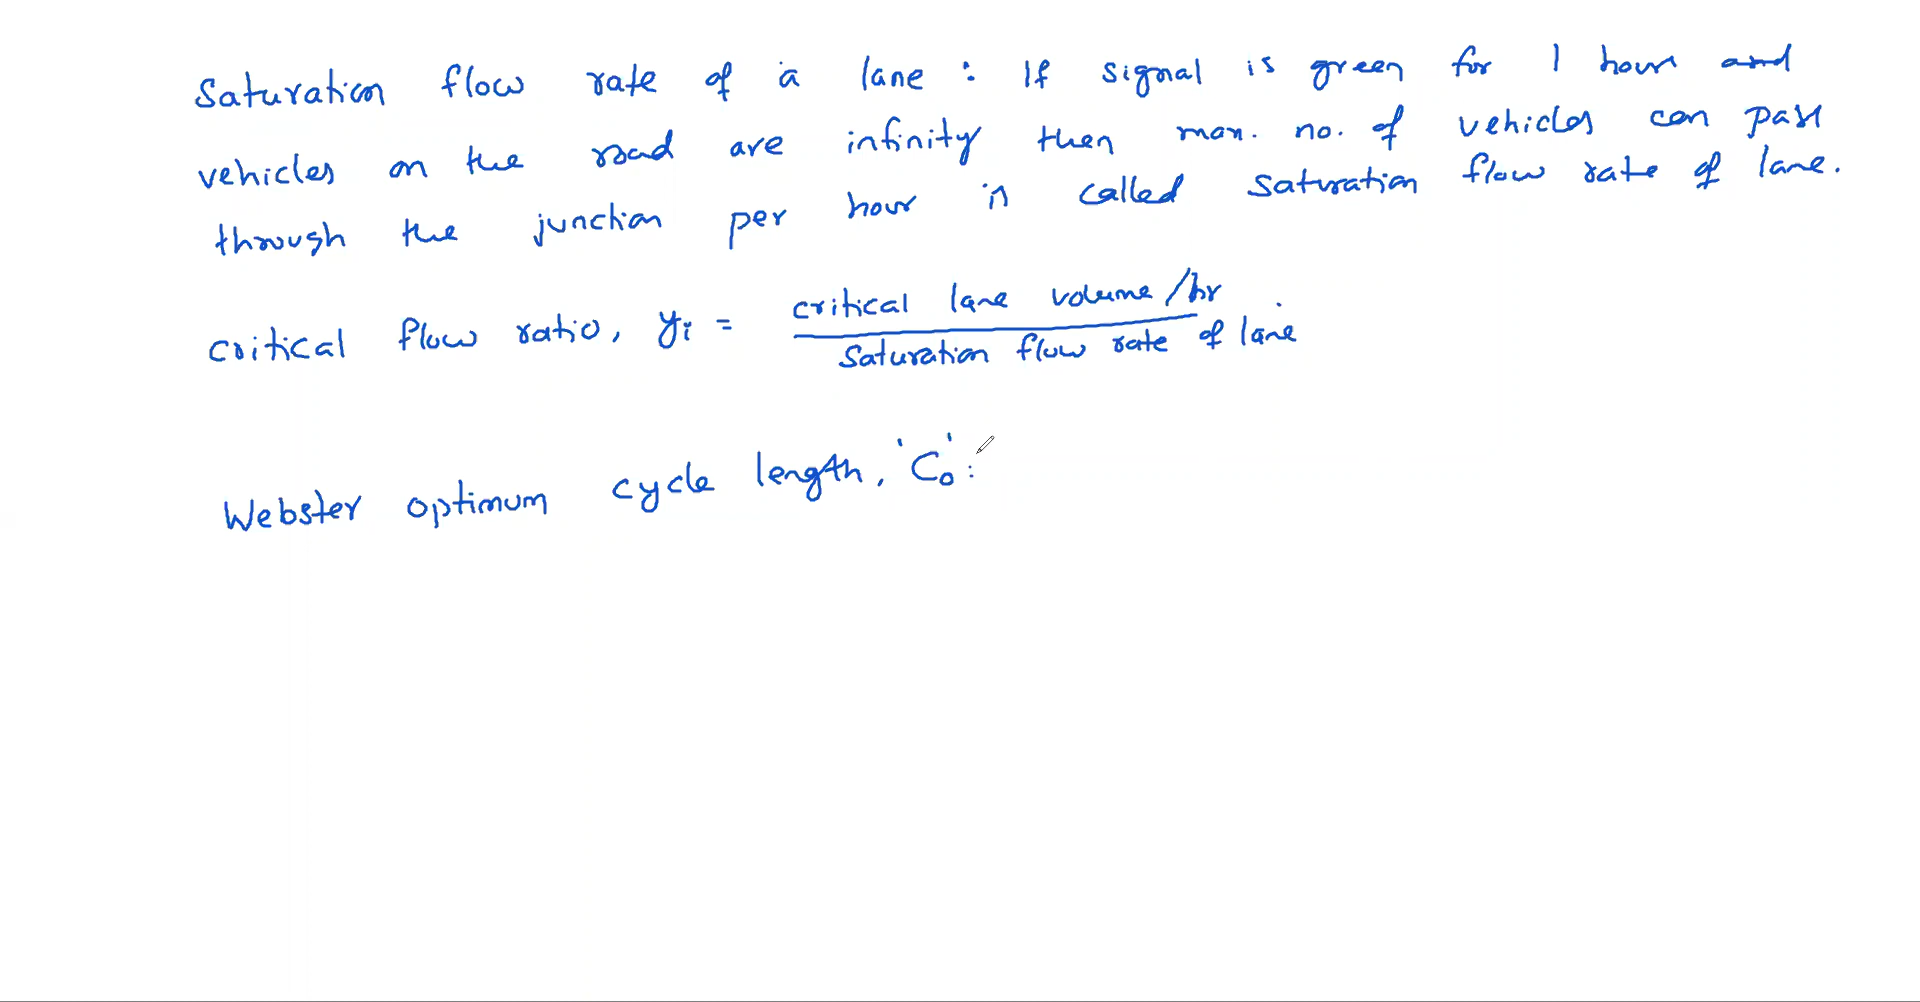 Saturation flow rate of a lane : If signal is green for 1 hour and
vehicles on the road are infinity then max. no. of vehicles can pass
through the junction per hour is called saturation flow rate of lane.
critical flow ratio, yi = critical lane volume/hr
saturation flow rate of lane
Webster optimum cycle length, 'Co':